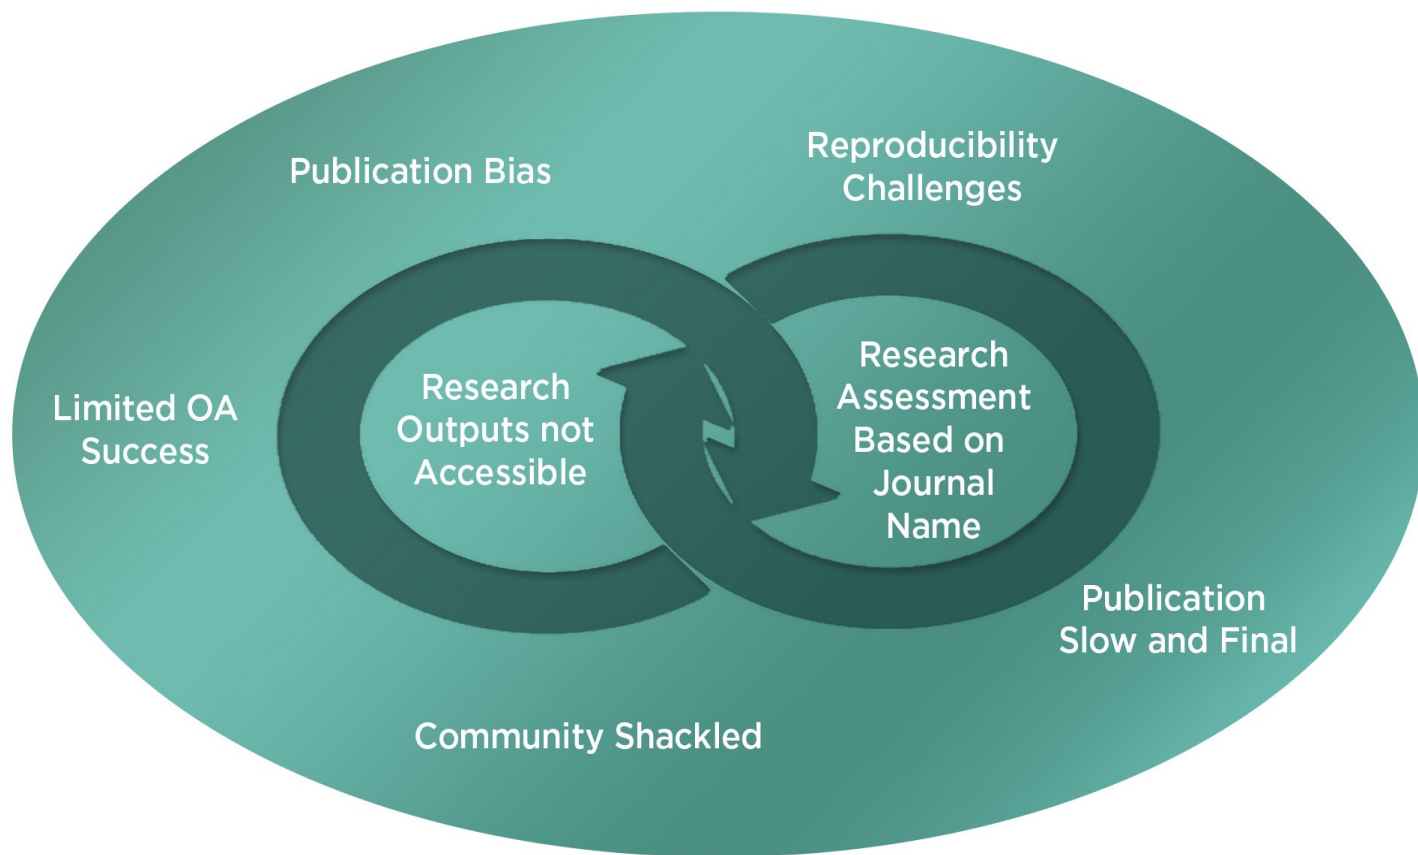 Publication Bias
Reproducibility
Challenges
Limited OA
Success
Research
Outputs not
Accessible
Research
Assessment
Based on
Journal
Name
Publication
Slow and Final
Community Shackled